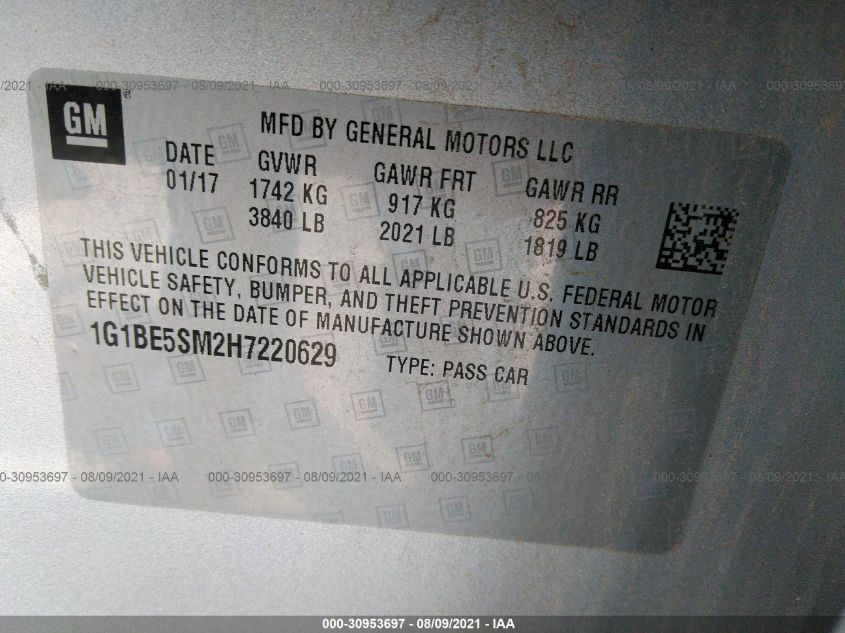 GM
MFD BY GENERAL MOTORS LLC
DATE GVWR GAWR FRT GAWR RR
01/17 1742 KG 917 KG 825 KG
3840 LB 2021 LB 1819 LB
THIS VEHICLE CONFORMS TO ALL APPLICABLE U.S. FEDERAL MOTOR
VEHICLE SAFETY, BUMPER, AND THEFT PREVENTION STANDARDS IN
EFFECT ON THE DATE OF MANUFACTURE SHOWN ABOVE.
1G1BE5SM2H7220629 TYPE: PASS CAR
000-30953697 - 08/09/2021 - IAA